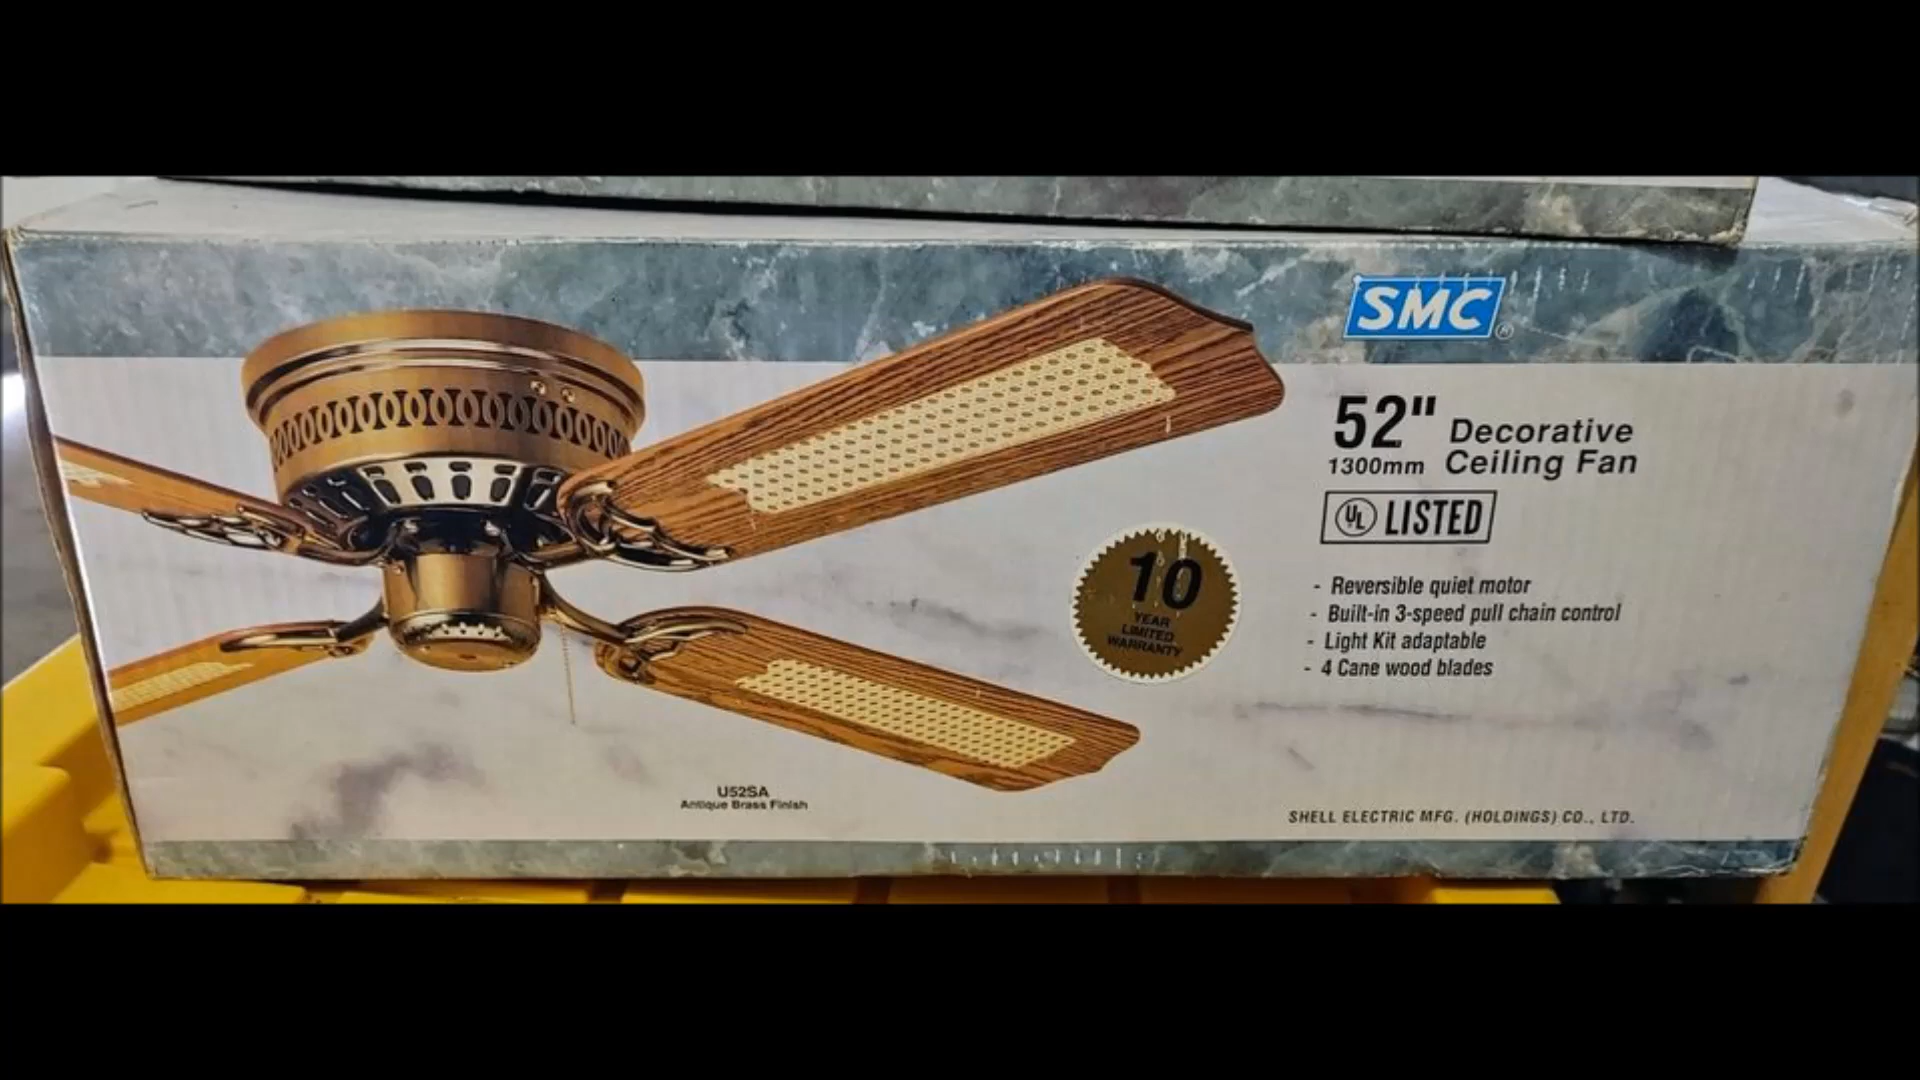 SMC®
52" Decorative
1300mm Ceiling Fan
UL LISTED
10
YEAR
LIMITED
WARRANTY
- Reversible quiet motor
- Built-in 3-speed pull chain control
- Light Kit adaptable
- 4 Cane wood blades
U52SA
Antique Brass Finish
SHELL ELECTRIC MFG. (HOLDINGS) CO., LTD.